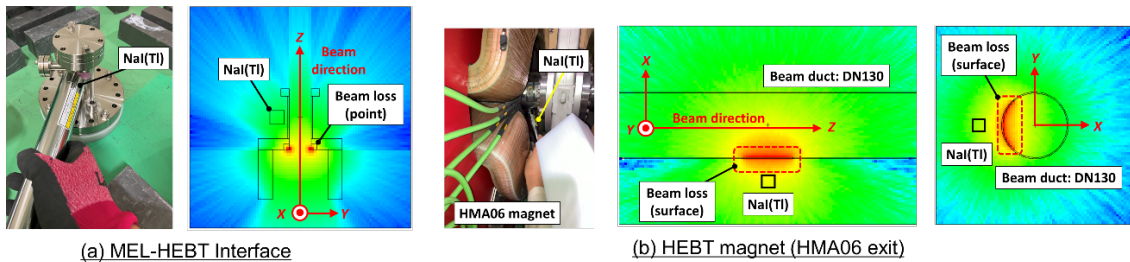 NaI(Tl)
Z
Beam
direction
NaI(Tl)
Beam loss
(point)
X
Y
(a) MEL-HEBT Interface
NaI(Tl)
HMA06 magnet
X
Beam duct: DN130
Y
Beam direction
Z
Beam loss
(surface)
NaI(Tl)
Beam loss
(surface)
Y
X
NaI(Tl)
Beam duct: DN130
(b) HEBT magnet (HMA06 exit)